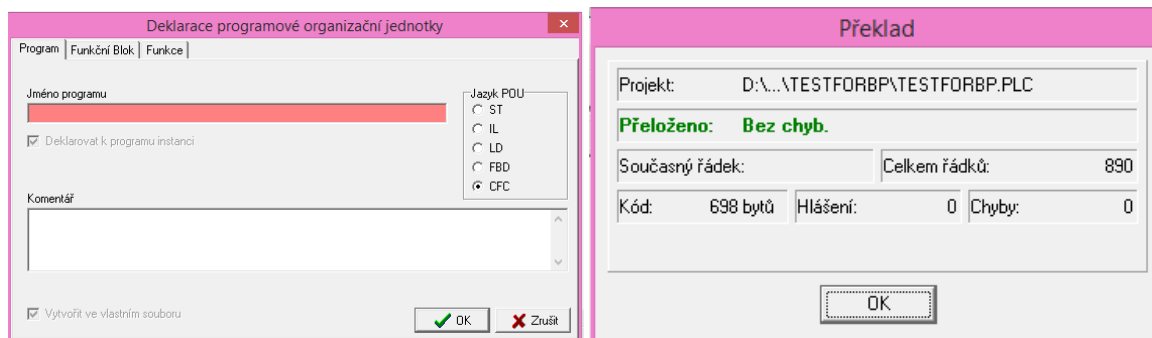 Deklarace programové organizační jednotky
Program Funkční Blok Funkce
Jméno programu
Deklarovat k programu instanci
Jazyk POU
ST
IL
LD
FBD
CFC
Komentář
Vytvořit ve vlastním souboru
OK Zrušit
Překlad
Projekt: D:\...\TESTFORBP\TESTFORBP.PLC
Přeloženo: Bez chyb.
Současný řádek: Celkem řádků: 890
Kód: 698 bytů Hlášení: 0 Chyby: 0
OK